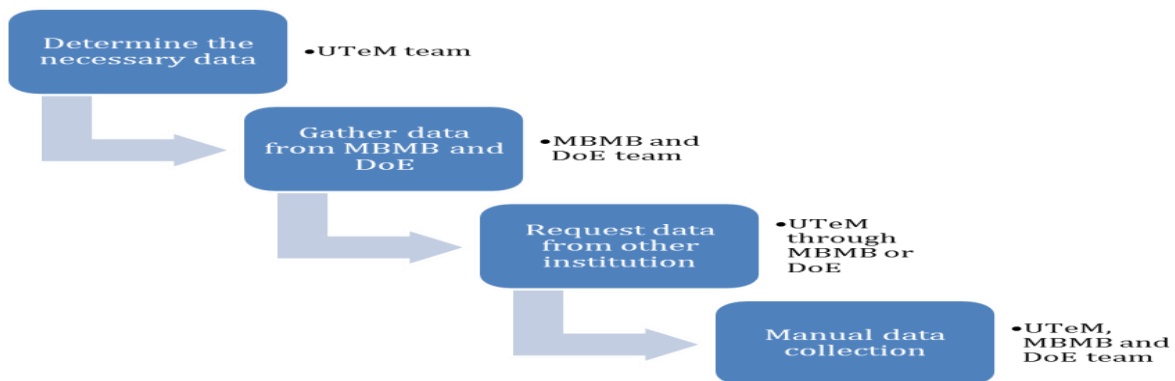 Determine the
necessary data
•UTeM team
Gather data
from MBMB and
DoE
•MBMB and
DoE team
Request data
from other
institution
•UTeM
through
MBMB or
DoE
Manual data
collection
•UTeM,
MBMB and
DoE team